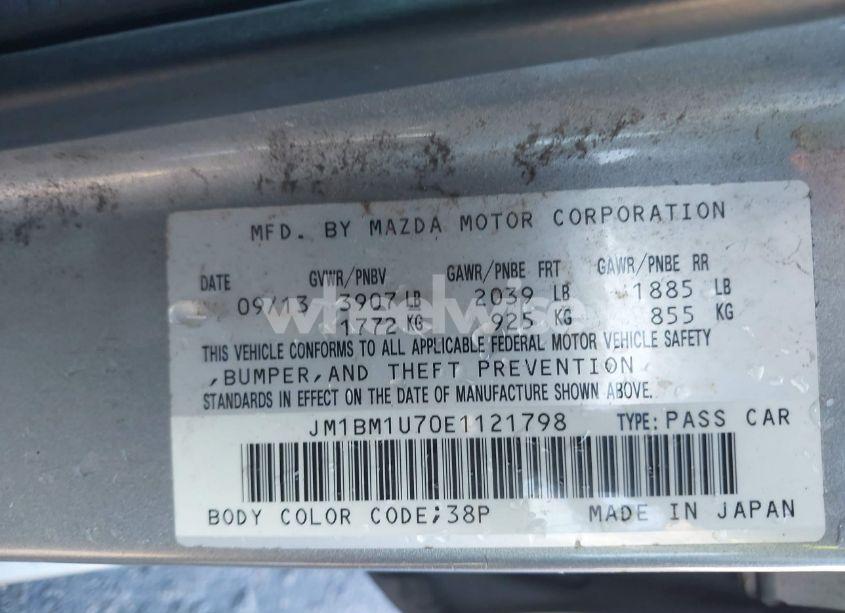 MFD. BY MAZDA MOTOR CORPORATION
DATE GVWR/PNBV GAWR/PNBE FRT GAWR/PNBE RR
09/13 3907 LB 2039 LB 1885 LB
1772 KG 925 KG 855 KG
wheelwise
THIS VEHICLE CONFORMS TO ALL APPLICABLE FEDERAL MOTOR VEHICLE SAFETY
,BUMPER,AND THEFT PREVENTION
STANDARDS IN EFFECT ON THE DATE OF MANUFACTURE SHOWN ABOVE.
JM1BM1U70E1121798 TYPE: PASS CAR
BODY COLOR CODE;38P MADE IN JAPAN